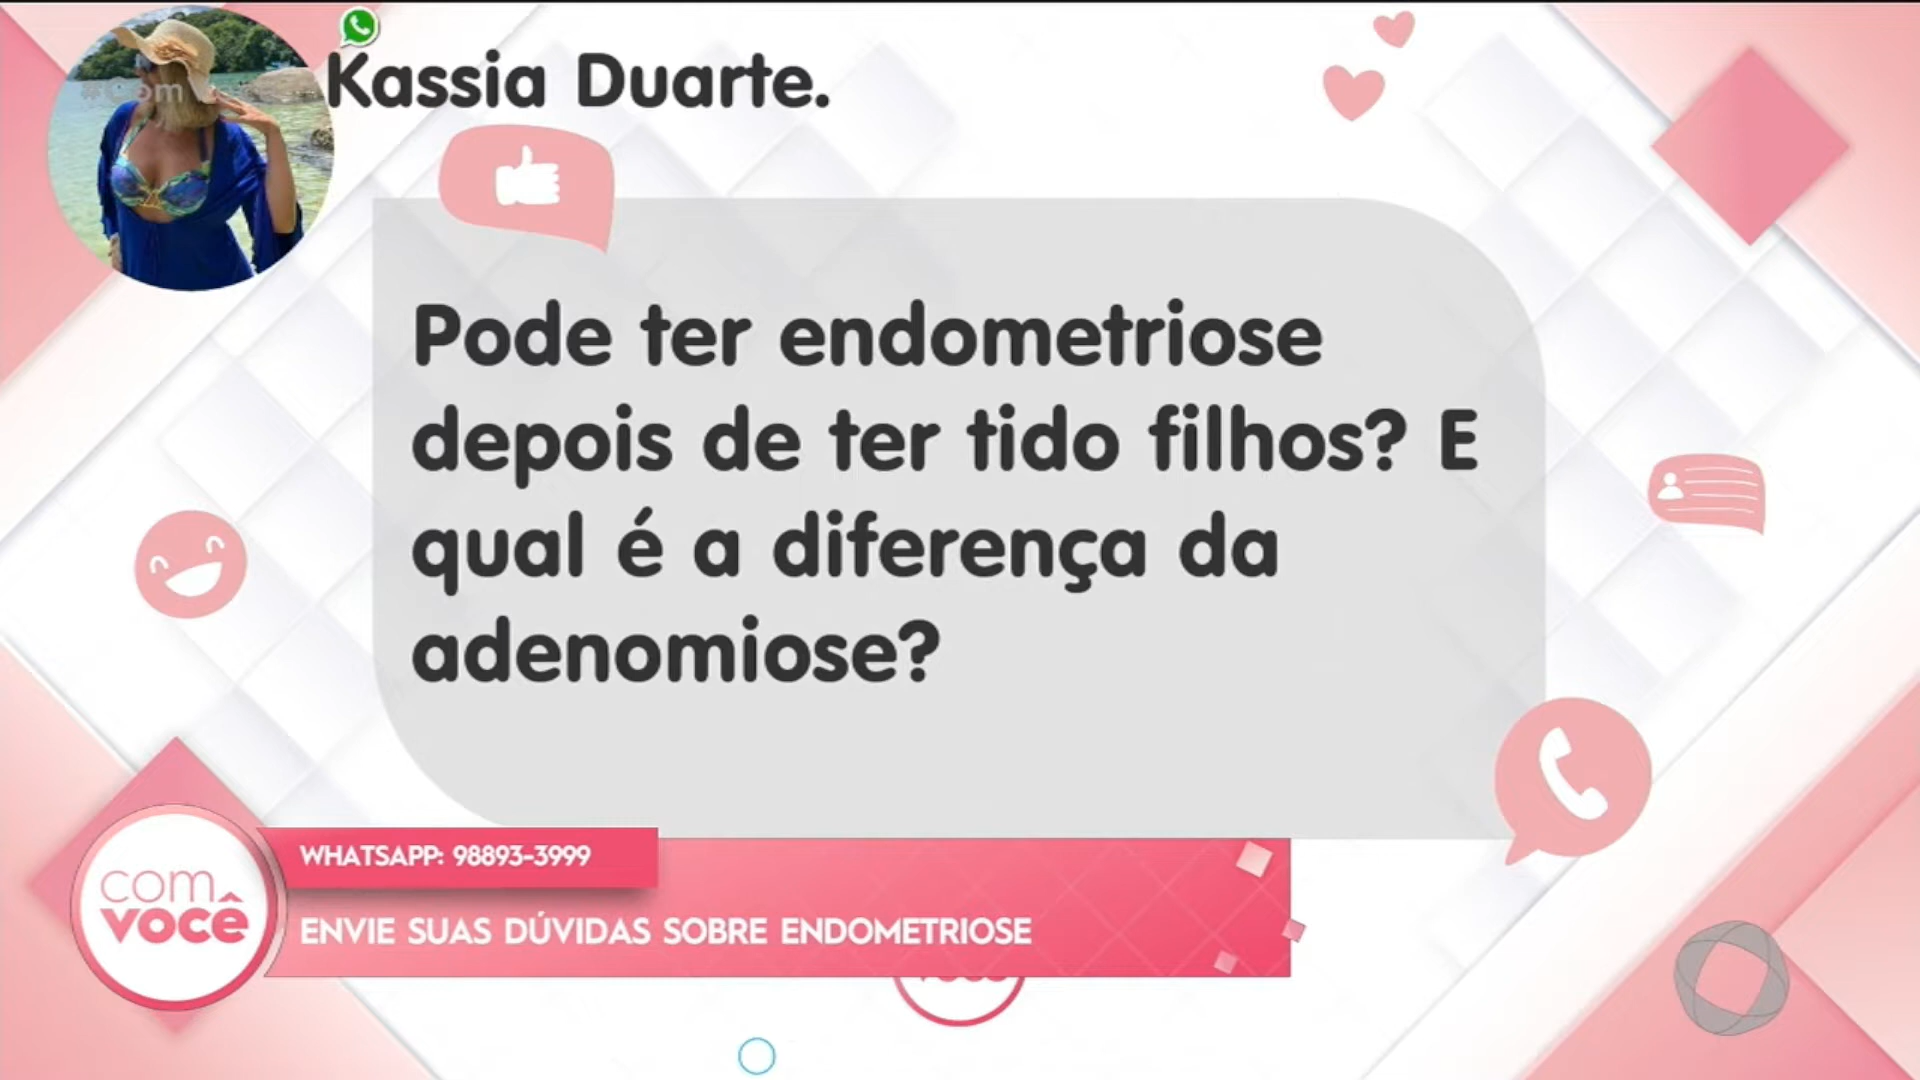 Kassia Duarte.
Pode ter endometriose
depois de ter tido filhos? E
qual é a diferença da
adenomiose?
WHATSAPP: 98893-3999
com
você
ENVIE SUAS DÚVIDAS SOBRE ENDOMETRIOSE